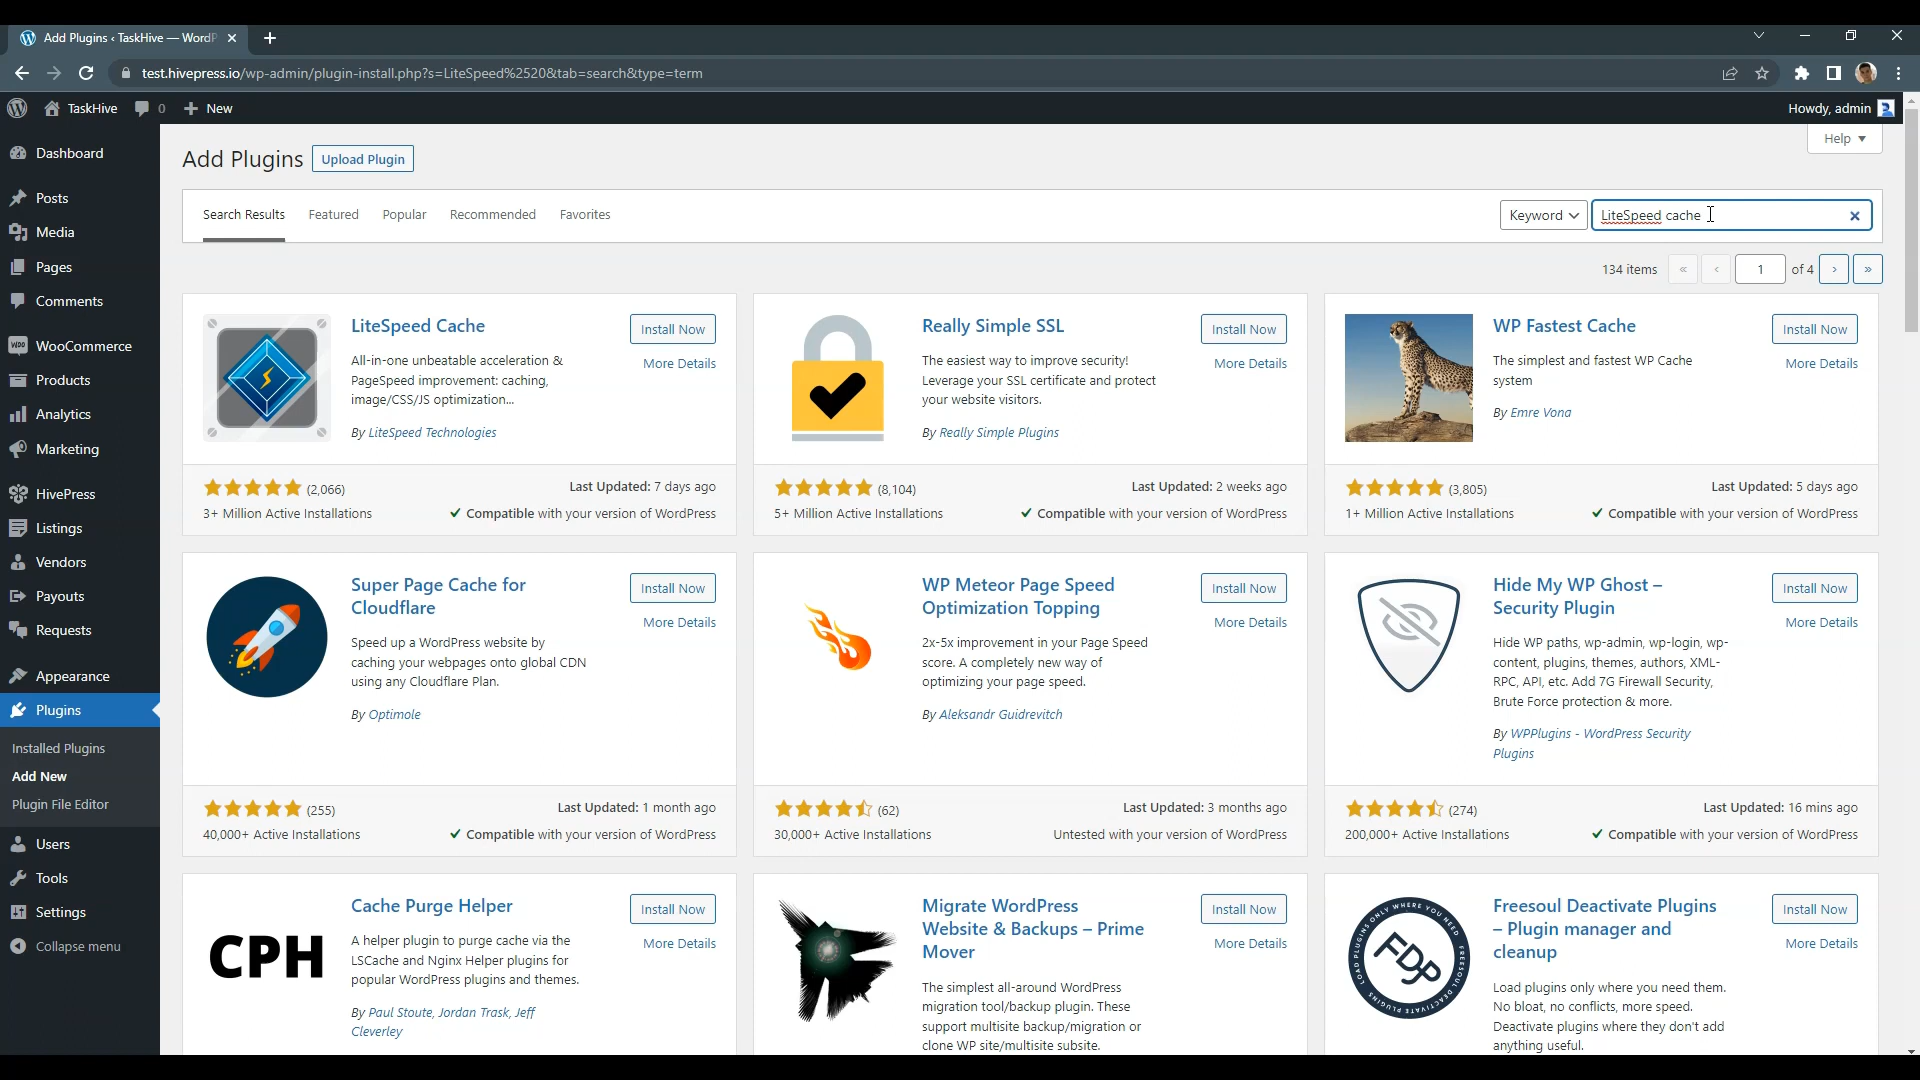 Add Plugins ‹ TaskHive — WordP
test.hivepress.io/wp-admin/plugin-install.php?s=LiteSpeed%2520&tab=search&type=term
TaskHive 0 New Howdy, admin
Help
Dashboard
Posts
Media
Pages
Comments
WooCommerce
Products
Analytics
Marketing
HivePress
Listings
Vendors
Payouts
Requests
Appearance
Plugins
Installed Plugins
Add New
Plugin File Editor
Users
Tools
Settings
Collapse menu
Add Plugins Upload Plugin
Search Results Featured Popular Recommended Favorites Keyword LiteSpeed cache
134 items « ‹ 1 of 4 › »
LiteSpeed Cache
Install Now
More Details
All-in-one unbeatable acceleration &
PageSpeed improvement: caching,
image/CSS/JS optimization...
By LiteSpeed Technologies
(2,066) Last Updated: 7 days ago
3+ Million Active Installations Compatible with your version of WordPress
Really Simple SSL
Install Now
More Details
The easiest way to improve security!
Leverage your SSL certificate and protect
your website visitors.
By Really Simple Plugins
(8,104) Last Updated: 2 weeks ago
5+ Million Active Installations Compatible with your version of WordPress
WP Fastest Cache
Install Now
More Details
The simplest and fastest WP Cache
system
By Emre Vona
(3,805) Last Updated: 5 days ago
1+ Million Active Installations Compatible with your version of WordPress
Super Page Cache for
Cloudflare
Install Now
More Details
Speed up a WordPress website by
caching your webpages onto global CDN
using any Cloudflare Plan.
By Optimole
(255) Last Updated: 1 month ago
40,000+ Active Installations Compatible with your version of WordPress
WP Meteor Page Speed
Optimization Topping
Install Now
More Details
2x-5x improvement in your Page Speed
score. A completely new way of
optimizing your page speed.
By Aleksandr Guidrevitch
(62) Last Updated: 3 months ago
30,000+ Active Installations Untested with your version of WordPress
Hide My WP Ghost –
Security Plugin
Install Now
More Details
Hide WP paths, wp-admin, wp-login, wp-
content, plugins, themes, authors, XML-
RPC, API, etc. Add 7G Firewall Security,
Brute Force protection & more.
By WPPlugins - WordPress Security
Plugins
(274) Last Updated: 16 mins ago
200,000+ Active Installations Compatible with your version of WordPress
CPH
Cache Purge Helper
Install Now
More Details
A helper plugin to purge cache via the
LSCache and Nginx Helper plugins for
popular WordPress plugins and themes.
By Paul Stoute, Jordan Trask, Jeff
Cleverley
Migrate WordPress
Website & Backups – Prime
Mover
Install Now
More Details
The simplest all-around WordPress
migration tool/backup plugin. These
support multisite backup/migration or
clone WP site/multisite subsite.
LOAD PLUGINS ONLY WHERE YOU NEED THEM.
FDP
Freesoul Deactivate Plugins
– Plugin manager and
cleanup
Install Now
More Details
Load plugins only where you need them.
No bloat, no conflicts, more speed.
Deactivate plugins where they don't add
anything useful.